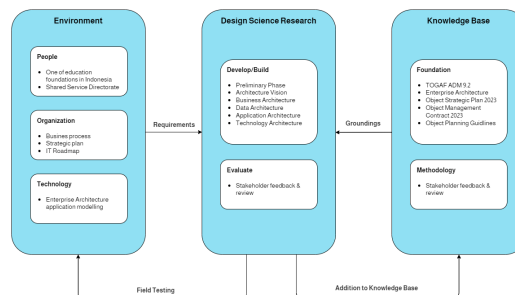 Environment
People
One of education
foundations in Indonesia
Shared Service Directorate
Organization
Busines process
Strategic plan
IT Roadmap
Technology
Enterprise Architecture
application modelling
Requirements
Design Science Research
Develop/Build
Preliminary Phase
Architecture Vision
Business Architecture
Data Architecture
Application Architecture
Technology Architecture
Evaluate
Stakeholder feedback &
review
Groundings
Knowledge Base
Foundation
TOGAF ADM 9.2
Enterprise Architecture
Object Strategic Plan 2023
Object Management
Contract 2023
Object Planning Guidlines
Methodology
Stakeholder feedback &
review
Field Testing
Addition to Knowledge Base